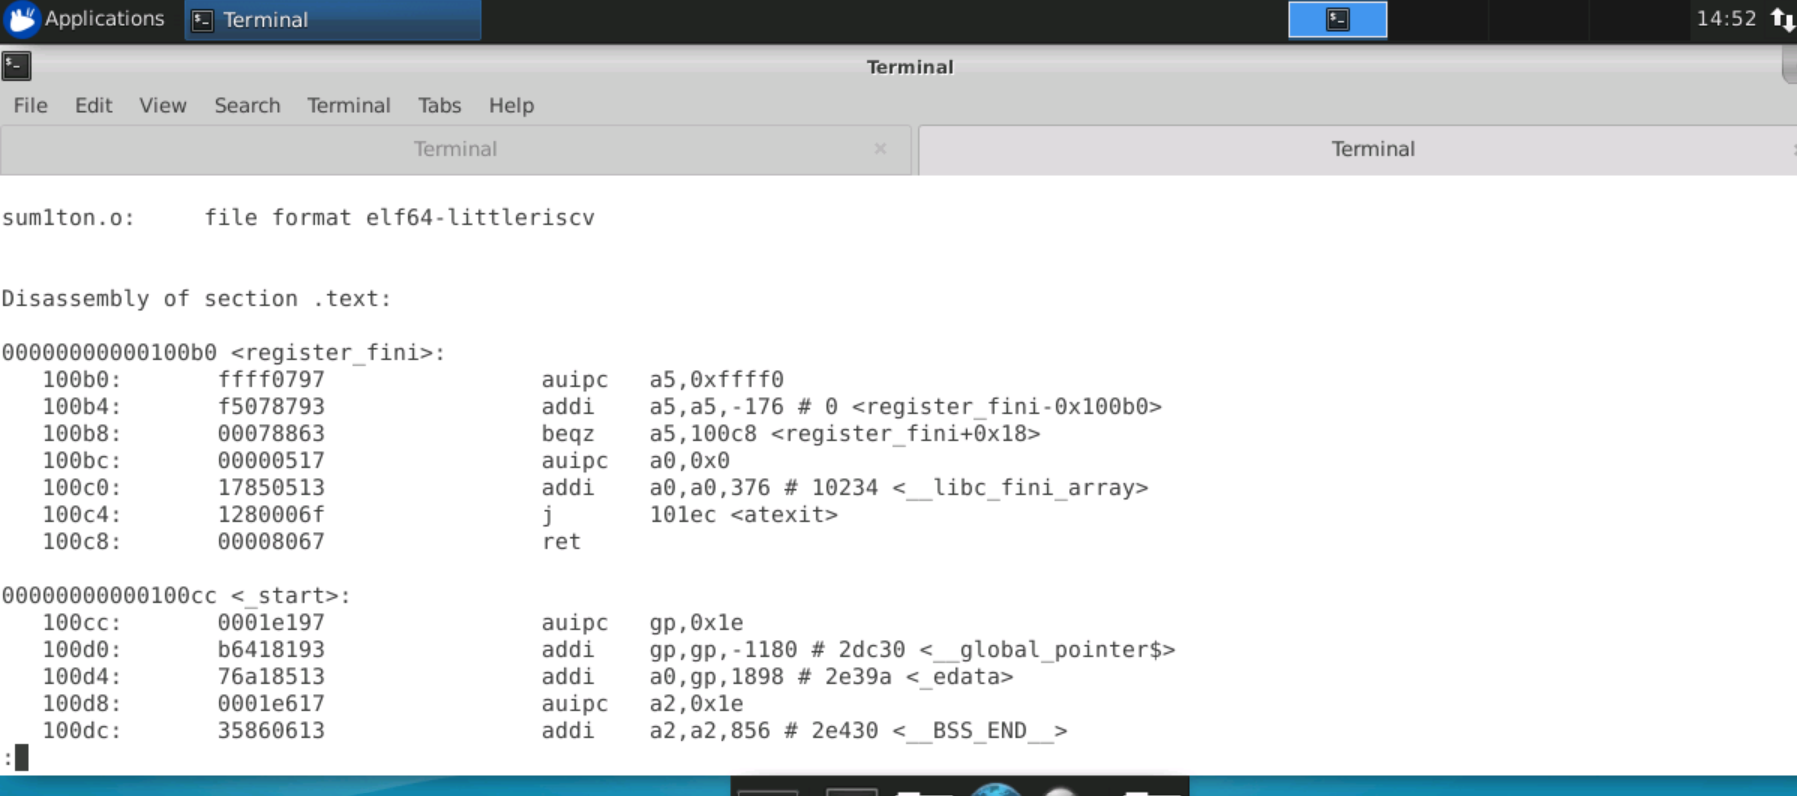 Applications Terminal 14:52
Terminal
File Edit View Search Terminal Tabs Help
Terminal × Terminal
sum1ton.o:     file format elf64-littleriscv
Disassembly of section .text:
00000000000100b0 <register_fini>:
   100b0:       ffff0797                auipc   a5,0xffff0
   100b4:       f5078793                addi    a5,a5,-176 # 0 <register_fini-0x100b0>
   100b8:       00078863                beqz    a5,100c8 <register_fini+0x18>
   100bc:       00000517                auipc   a0,0x0
   100c0:       17850513                addi    a0,a0,376 # 10234 <__libc_fini_array>
   100c4:       1280006f                j       101ec <atexit>
   100c8:       00008067                ret
00000000000100cc <_start>:
   100cc:       0001e197                auipc   gp,0x1e
   100d0:       b6418193                addi    gp,gp,-1180 # 2dc30 <__global_pointer$>
   100d4:       76a18513                addi    a0,gp,1898 # 2e39a <_edata>
   100d8:       0001e617                auipc   a2,0x1e
   100dc:       35860613                addi    a2,a2,856 # 2e430 <__BSS_END__>
: